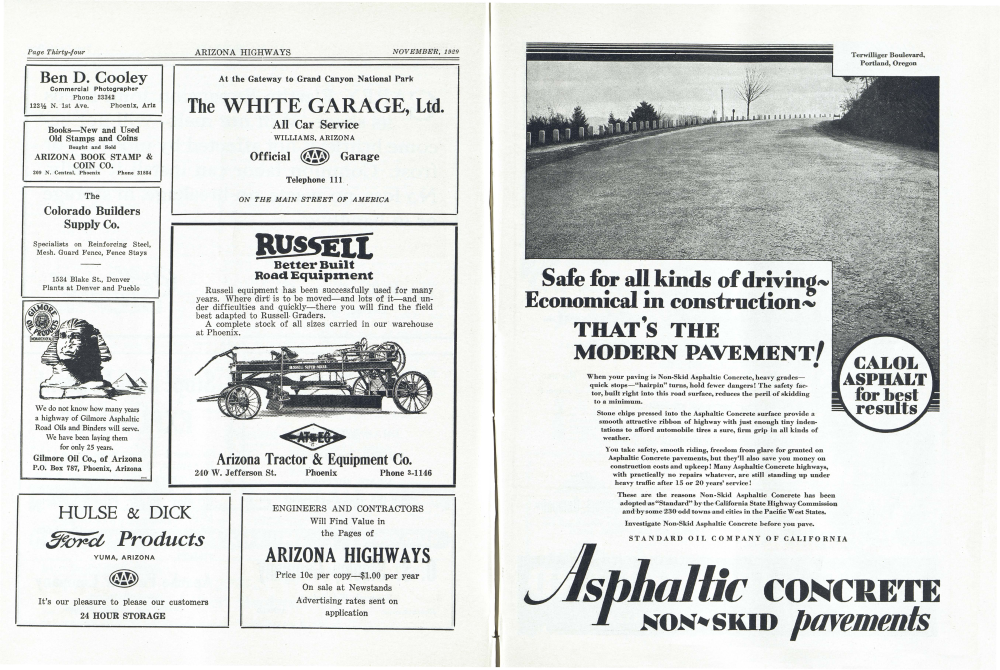 Page Thirty-four
ARIZONA HIGHWAYS
NOVEMBER, 1929
Ben D. Cooley
Commercial Photographer
Phone 23342
122½ N. 1st Ave. Phoenix, Ariz
Books—New and Used
Old Stamps and Coins
Bought and Sold
ARIZONA BOOK STAMP &
COIN CO.
209 N. Central, Phoenix Phone 31804
The
Colorado Builders
Supply Co.
Specialists on Reinforcing Steel,
Mesh. Guard Fence, Fence Stays
1534 Blake St., Denver
Plants at Denver and Pueblo
GILMORE
OIL PRODUCTS
We do not know how many years
a highway of Gilmore Asphaltic
Road Oils and Binders will serve.
We have been laying them
for only 25 years.
Gilmore Oil Co., of Arizona
P.O. Box 787, Phoenix, Arizona
At the Gateway to Grand Canyon National Park
The WHITE GARAGE, Ltd.
All Car Service
WILLIAMS, ARIZONA
Official AAA Garage
Telephone 111
ON THE MAIN STREET OF AMERICA
RUSSELL
Better Built
Road Equipment
Russell equipment has been successfully used for many
years. Where dirt is to be moved—and lots of it—and un-
der difficulties and quickly—there you will find the field
best adapted to Russell Graders.
A complete stock of all sizes carried in our warehouse
at Phoenix.
AT&EQ
Arizona Tractor & Equipment Co.
240 W. Jefferson St. Phoenix Phone 3-1146
HULSE & DICK
Ford Products
YUMA, ARIZONA
AAA
It's our pleasure to please our customers
24 HOUR STORAGE
ENGINEERS AND CONTRACTORS
Will Find Value in
the Pages of
ARIZONA HIGHWAYS
Price 10c per copy—$1.00 per year
On sale at Newstands
Advertising rates sent on
application
Terwilliger Boulevard,
Portland, Oregon
Safe for all kinds of driving~
Economical in construction~
THAT'S THE
MODERN PAVEMENT!
CALOL
ASPHALT
for best
results
When your paving is Non-Skid Asphaltic Concrete, heavy grades—
quick stops—"hairpin" turns, hold fewer dangers! The safety fac-
tor, built right into this road surface, reduces the peril of skidding
to a minimum.
Stone chips pressed into the Asphaltic Concrete surface provide a
smooth attractive ribbon of highway with just enough tiny inden-
tations to afford automobile tires a sure, firm grip in all kinds of
weather.
You take safety, smooth riding, freedom from glare for granted on
Asphaltic Concrete pavements, but they'll also save you money on
construction costs and upkeep! Many Asphaltic Concrete highways,
with practically no repairs whatever, are still standing up under
heavy traffic after 15 or 20 years' service!
These are the reasons Non-Skid Asphaltic Concrete has been
adopted as "Standard" by the California State Highway Commission
and by some 230 odd towns and cities in the Pacific West States.
Investigate Non-Skid Asphaltic Concrete before you pave.
STANDARD OIL COMPANY OF CALIFORNIA
Asphaltic CONCRETE
NON~SKID pavements